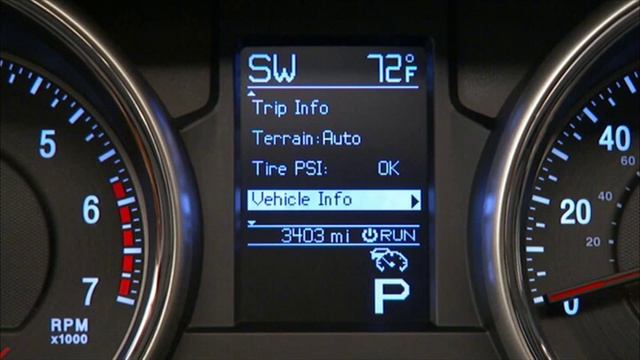 SW 72°F
Trip Info
Terrain:Auto
Tire PSI: OK
Vehicle Info
3403 mi RUN
P
5
6
7
RPM
x1000
40
60
20
40
20
0